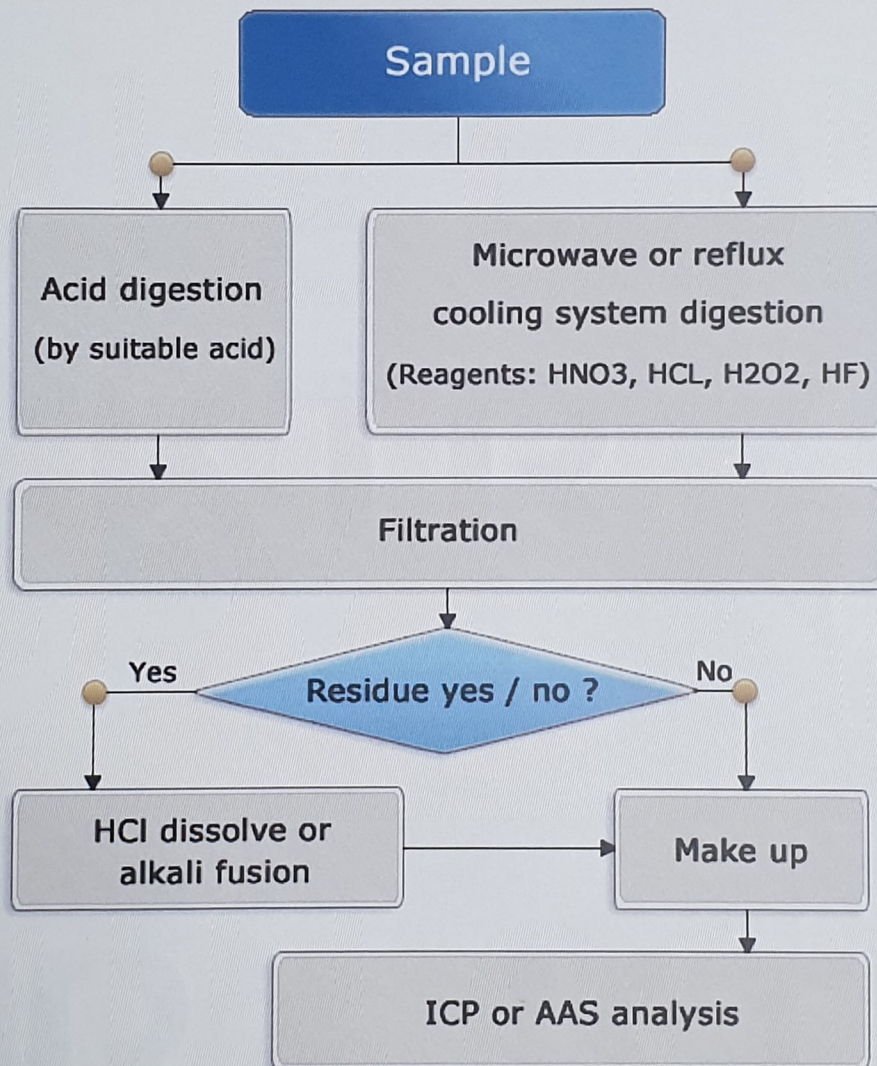 Sample
Acid digestion
(by suitable acid)
Microwave or reflux
cooling system digestion
(Reagents: HNO3, HCL, H2O2, HF)
Filtration
Yes
Residue yes / no ?
No
HCl dissolve or
alkali fusion
Make up
ICP or AAS analysis